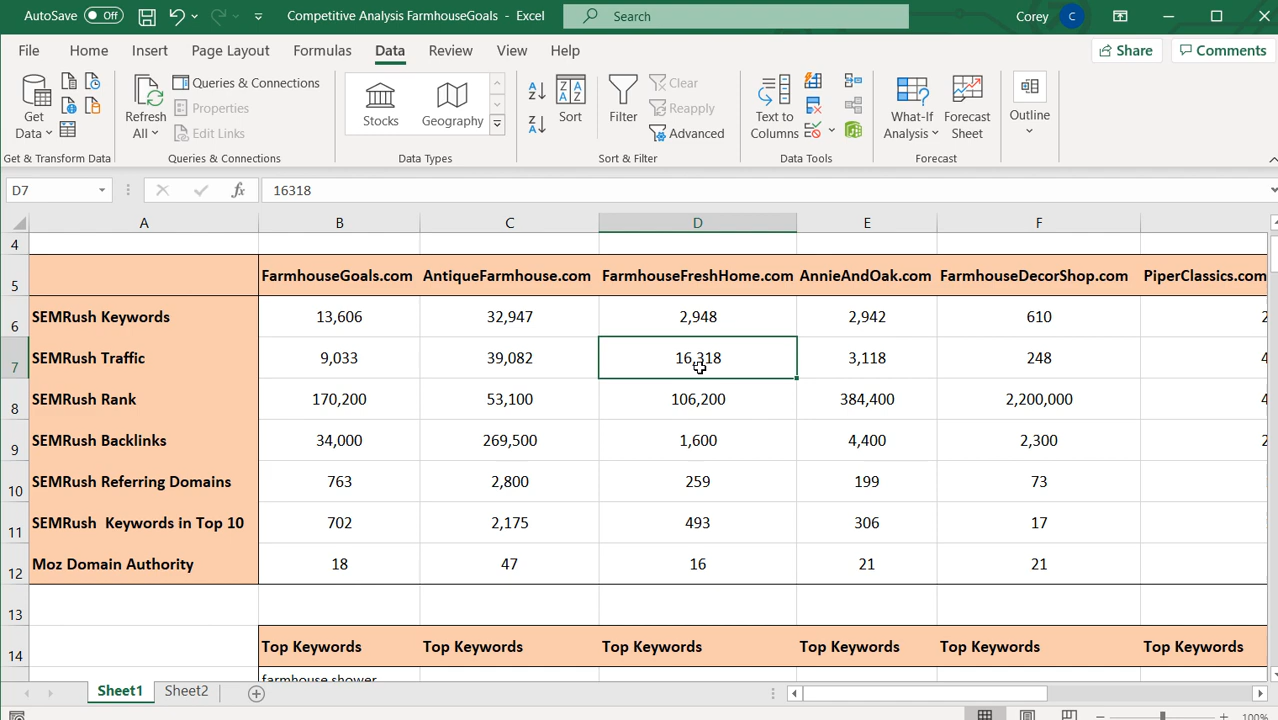 AutoSave Off Competitive Analysis FarmhouseGoals - Excel Search Corey C
File Home Insert Page Layout Formulas Data Review View Help Share Comments
Get Data Refresh All Queries & Connections Properties Edit Links Stocks Geography Sort Filter Clear Reapply Advanced Text to Columns What-If Analysis Forecast Sheet Outline
Get & Transform Data Queries & Connections Data Types Sort & Filter Data Tools Forecast
D7 fx 16318
A B C D E F
4
5 FarmhouseGoals.com AntiqueFarmhouse.com FarmhouseFreshHome.com AnnieAndOak.com FarmhouseDecorShop.com PiperClassics.com
6 SEMRush Keywords 13,606 32,947 2,948 2,942 610 2
7 SEMRush Traffic 9,033 39,082 16,318 3,118 248 4
8 SEMRush Rank 170,200 53,100 106,200 384,400 2,200,000 4
9 SEMRush Backlinks 34,000 269,500 1,600 4,400 2,300 2
10 SEMRush Referring Domains 763 2,800 259 199 73
11 SEMRush Keywords in Top 10 702 2,175 493 306 17
12 Moz Domain Authority 18 47 16 21 21
13
14 Top Keywords Top Keywords Top Keywords Top Keywords Top Keywords Top Keywords
farmhouse shower
Sheet1 Sheet2
100%